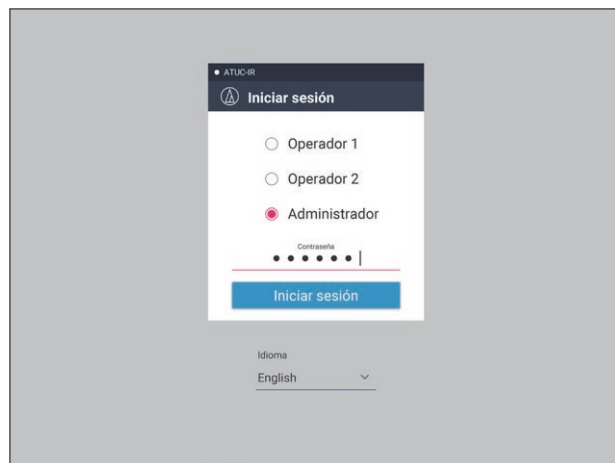 ATUC-IR
Iniciar sesión
Operador 1
Operador 2
Administrador
Contraseña
Iniciar sesión
Idioma
English